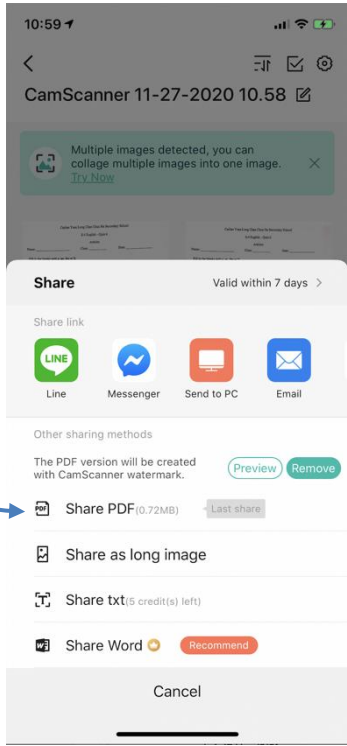 10:59
CamScanner 11-27-2020 10.58
Multiple images detected, you can
collage multiple images into one image.
Try Now
Share
Valid within 7 days
Share link
LINE
Line
Messenger
Send to PC
Email
Other sharing methods
The PDF version will be created
with CamScanner watermark.
Preview
Remove
PDF
Share PDF(0.72MB)
Last share
Share as long image
Share txt(5 credit(s) left)
Share Word
Recommend
Cancel